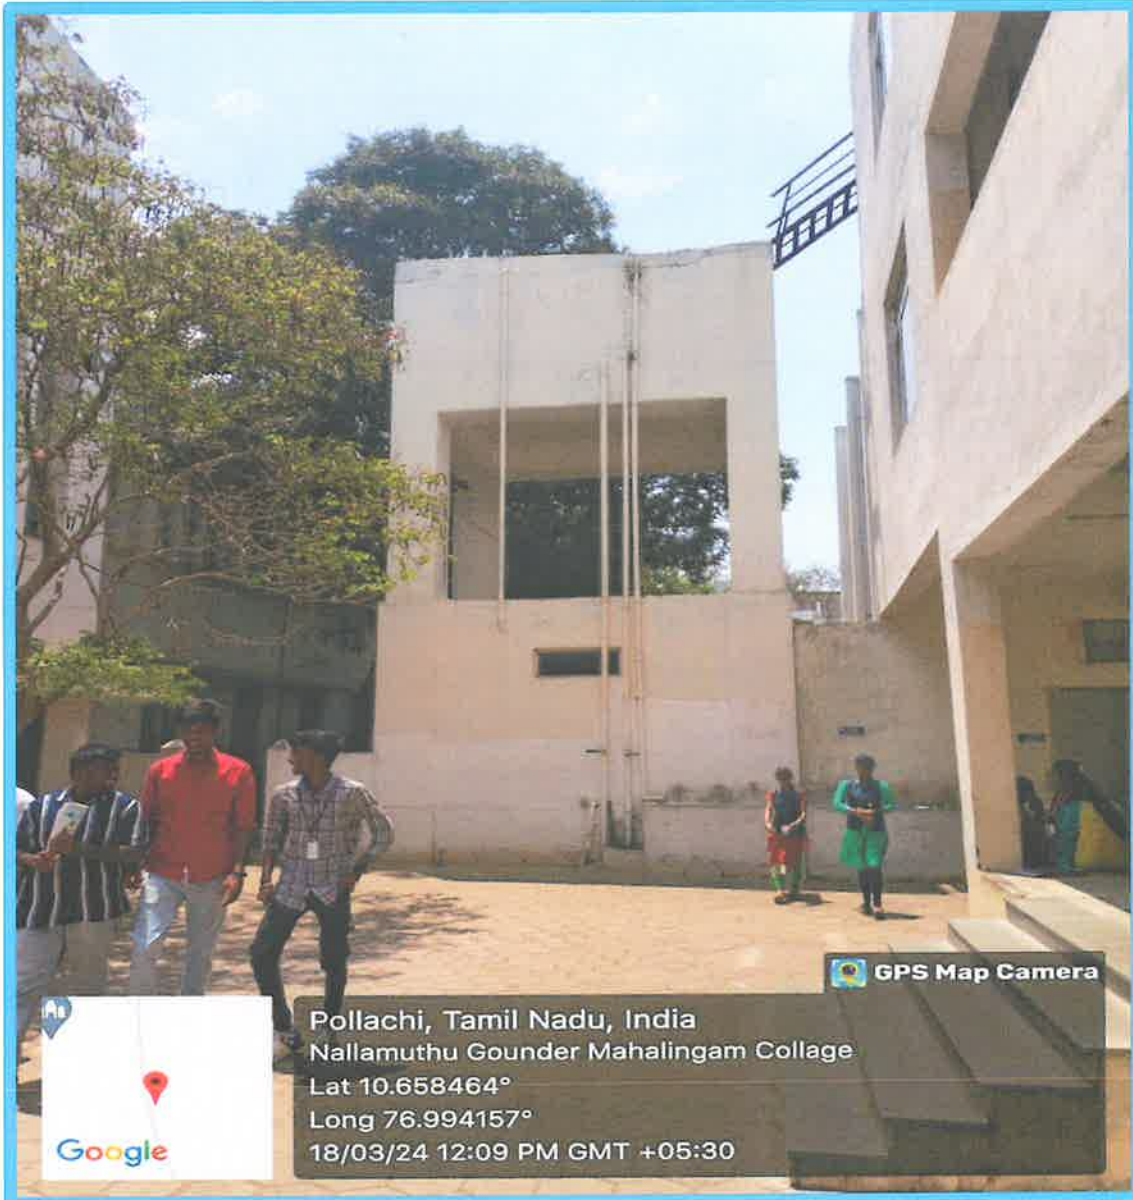 GPS Map Camera
Pollachi, Tamil Nadu, India
Nallamuthu Gounder Mahalingam Collage
Lat 10.658464°
Long 76.994157°
18/03/24 12:09 PM GMT +05:30
Google